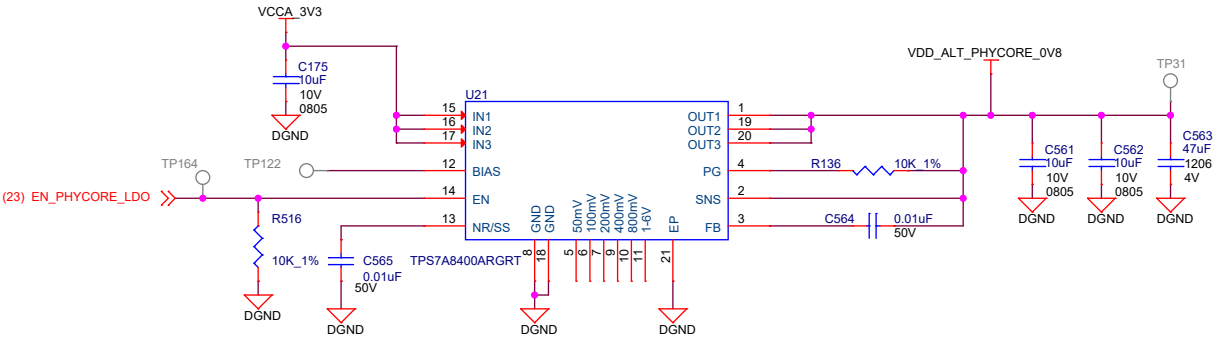 VCCA_3V3
C175
10uF
10V
0805
DGND
U21
VDD_ALT_PHYCORE_0V8
TP31
15
IN1
16
IN2
17
IN3
OUT1
1
OUT2
19
OUT3
20
TP164
TP122
12
BIAS
PG
4
R136
10K_1%
(23) EN_PHYCORE_LDO
14
EN
SNS
2
13
NR/SS
FB
3
C564
0.01uF
50V
C561
10uF
10V
0805
DGND
C562
10uF
10V
0805
DGND
C563
47uF
1206
4V
DGND
R516
10K_1%
DGND
C565
0.01uF
50V
DGND
GND
GND
50mV
100mV
200mV
400mV
800mV
1-6V
EP
TPS7A8400ARGRT
8
18
5
6
7
9
10
11
21
DGND
DGND